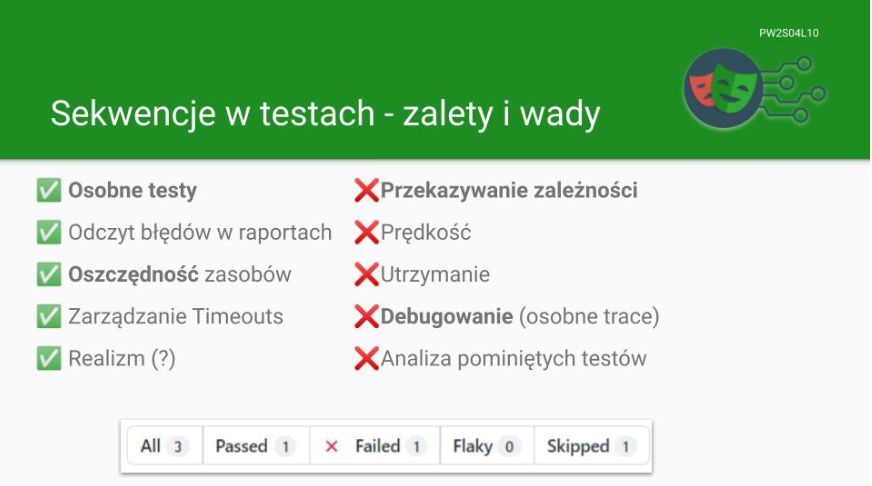 PW2S04L10
Sekwencje w testach - zalety i wady
✅ Osobne testy
✅ Odczyt błędów w raportach
✅ Oszczędność zasobów
✅ Zarządzanie Timeouts
✅ Realizm (?)
❌Przekazywanie zależności
❌Prędkość
❌Utrzymanie
❌Debugowanie (osobne trace)
❌Analiza pominiętych testów
All 3 Passed 1 ✕ Failed 1 Flaky 0 Skipped 1